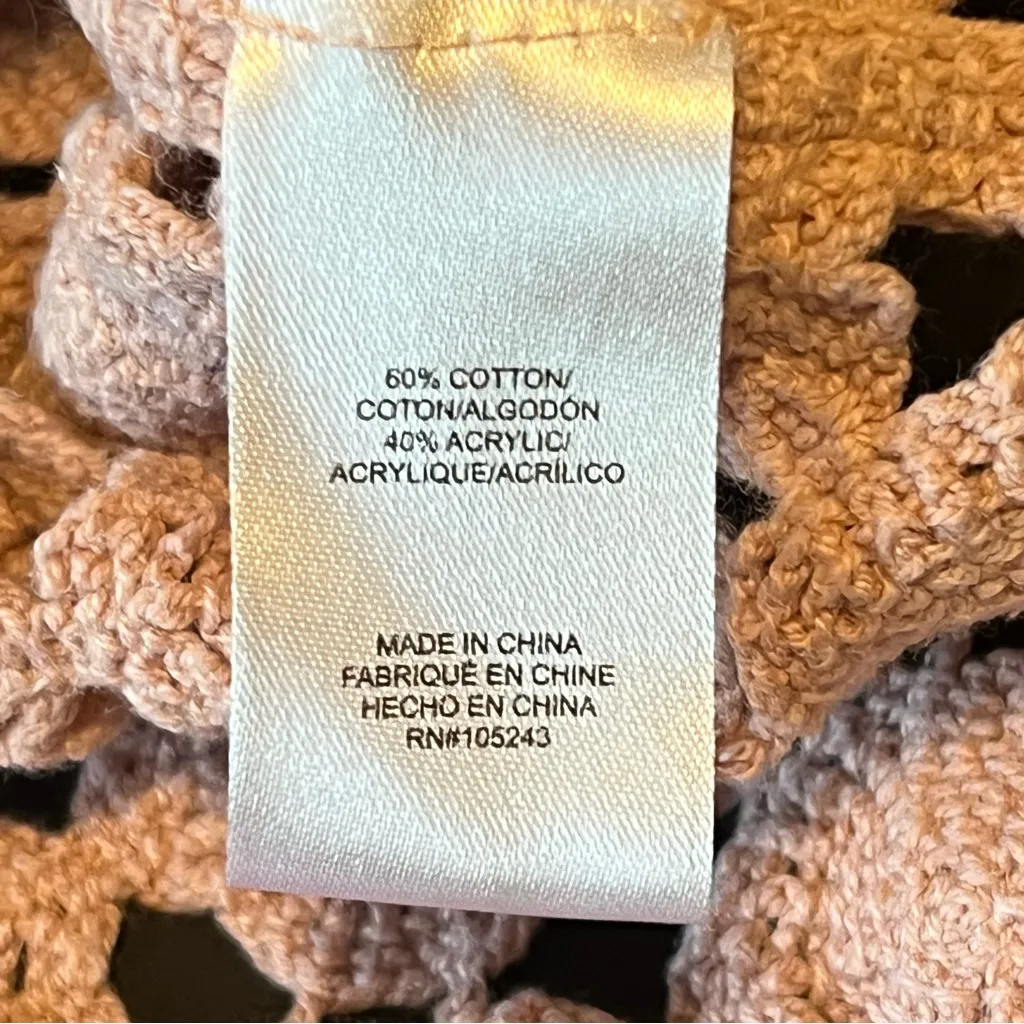 60% COTTON/
COTON/ALGODÓN
40% ACRYLIC/
ACRYLIQUE/ACRÍLICO
MADE IN CHINA
FABRIQUÉ EN CHINE
HECHO EN CHINA
RN#105243